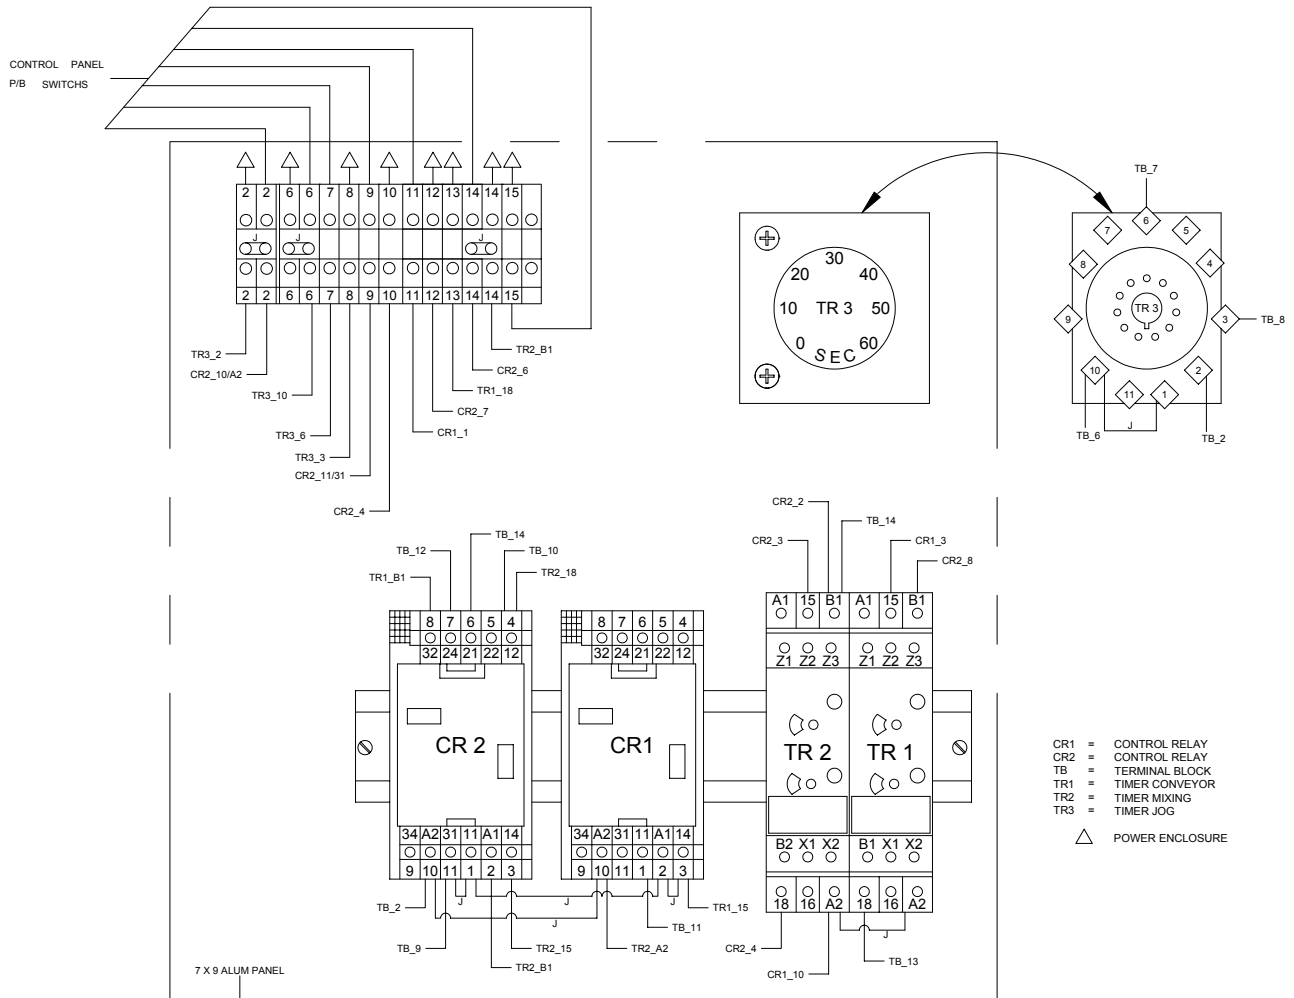 CONTROL PANEL
P/B SWITCHS
2 2 6 6 7 8 9 10 11 12 13 14 14 15
J J J
2 2 6 6 7 8 9 10 11 12 13 14 14 15
TR3_2
CR2_10/A2
TR3_10
TR3_6
TR3_3
CR2_11/31
CR2_4
TR2_B1
CR2_6
TR1_18
CR2_7
CR1_1
30
20 40
10 TR 3 50
0 60
SEC
TB_7
6
7 5
8 4
9 TR 3 3 TB_8
10 2
11 1
TB_6 J TB_2
TB_14
TB_12 TB_10
TR1_B1 TR2_18
8 7 6 5 4
32 24 21 22 12
CR 2
34 A2 31 11 A1 14
9 10 11 1 2 3
8 7 6 5 4
32 24 21 22 12
CR1
34 A2 31 11 A1 14
9 10 11 1 2 3
J J J
TB_2 J TR1_15
TB_11
TB_9 TR2_15 TR2_A2
TR2_B1
CR2_2
TB_14
CR2_3 CR1_3
CR2_8
A1 15 B1 A1 15 B1
Z1 Z2 Z3 Z1 Z2 Z3
TR 2 TR 1
B2 X1 X2 B1 X1 X2
18 16 A2 18 16 A2
J
CR2_4
TB_13
CR1_10
CR1 = CONTROL RELAY
CR2 = CONTROL RELAY
TB = TERMINAL BLOCK
TR1 = TIMER CONVEYOR
TR2 = TIMER MIXING
TR3 = TIMER JOG
POWER ENCLOSURE
7 X 9 ALUM PANEL